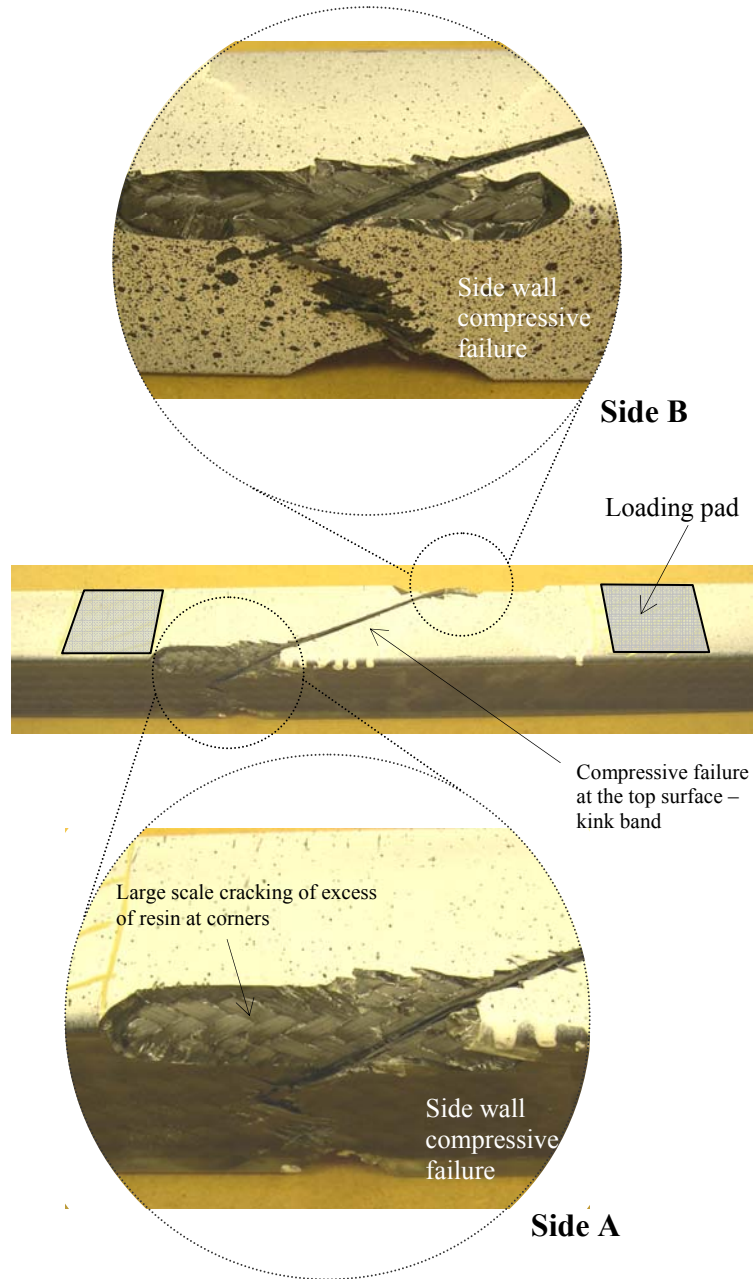 Side wall
compressive
failure
Side B
Loading pad
Compressive failure
at the top surface –
kink band
Large scale cracking of excess
of resin at corners
Side wall
compressive
failure
Side A